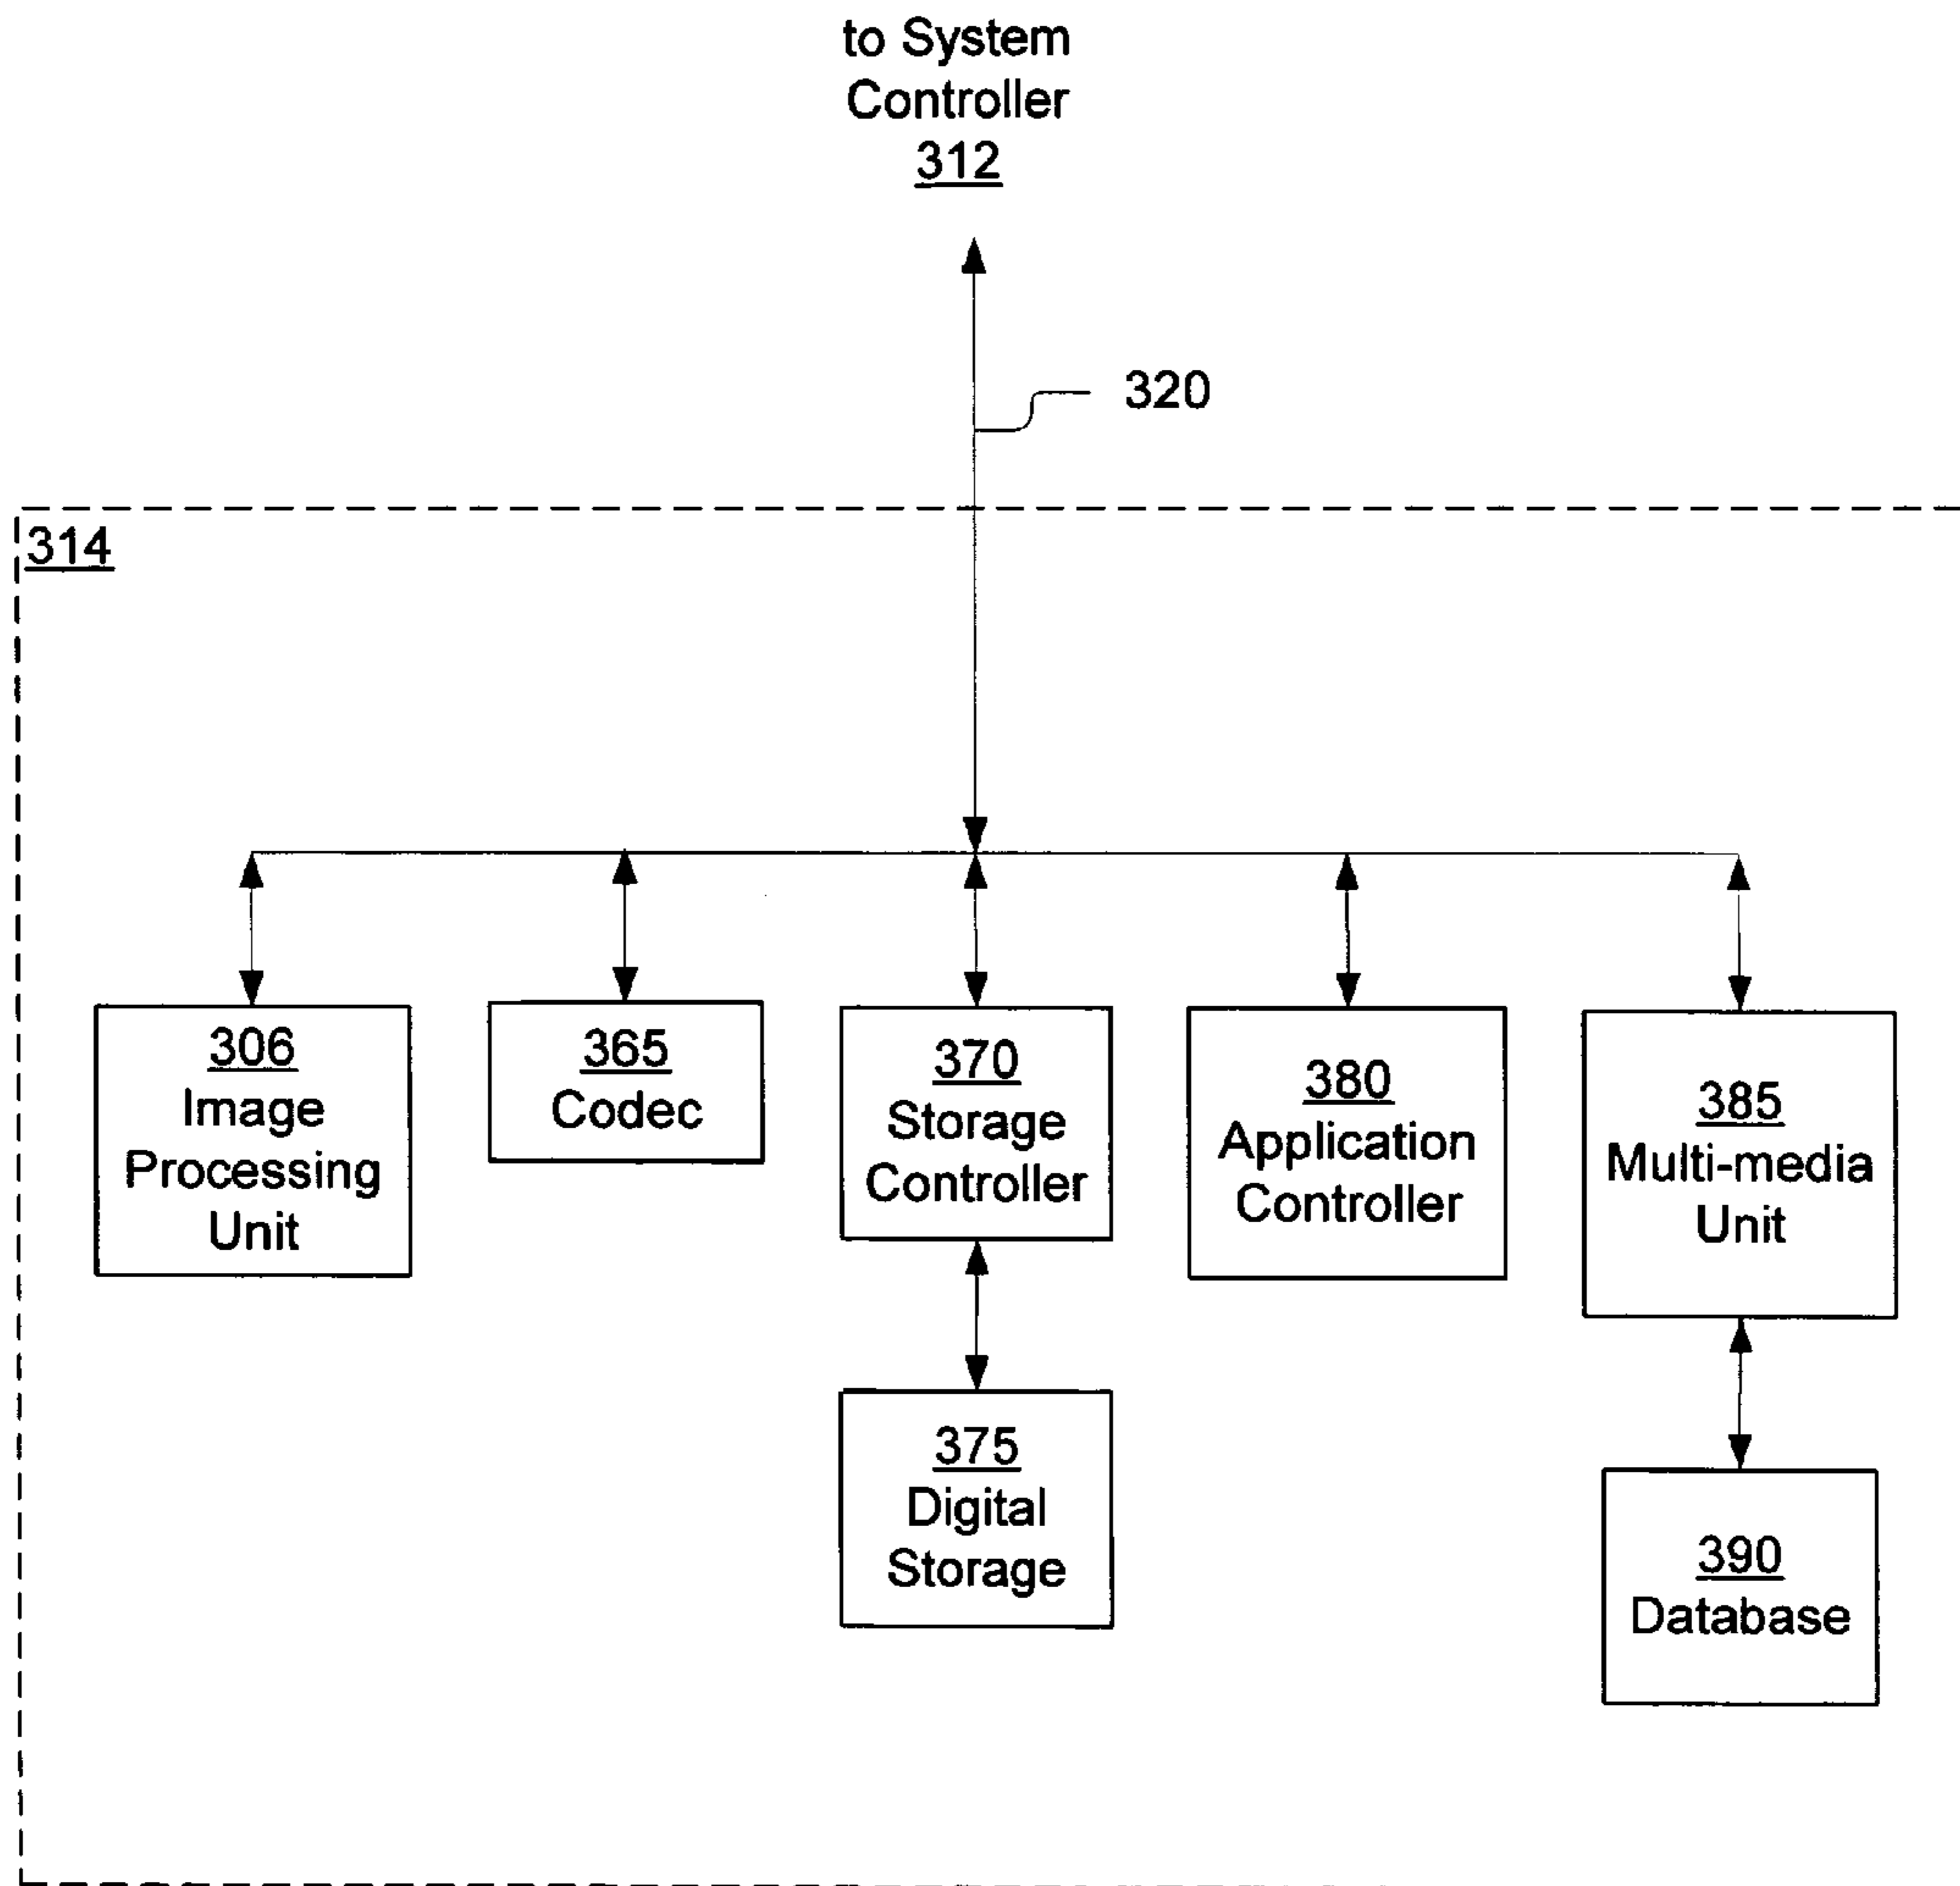 to System
Controller
312
320
314
306
Image
Processing
Unit
365
Codec
370
Storage
Controller
380
Application
Controller
385
Multi-media
Unit
375
Digital
Storage
390
Database